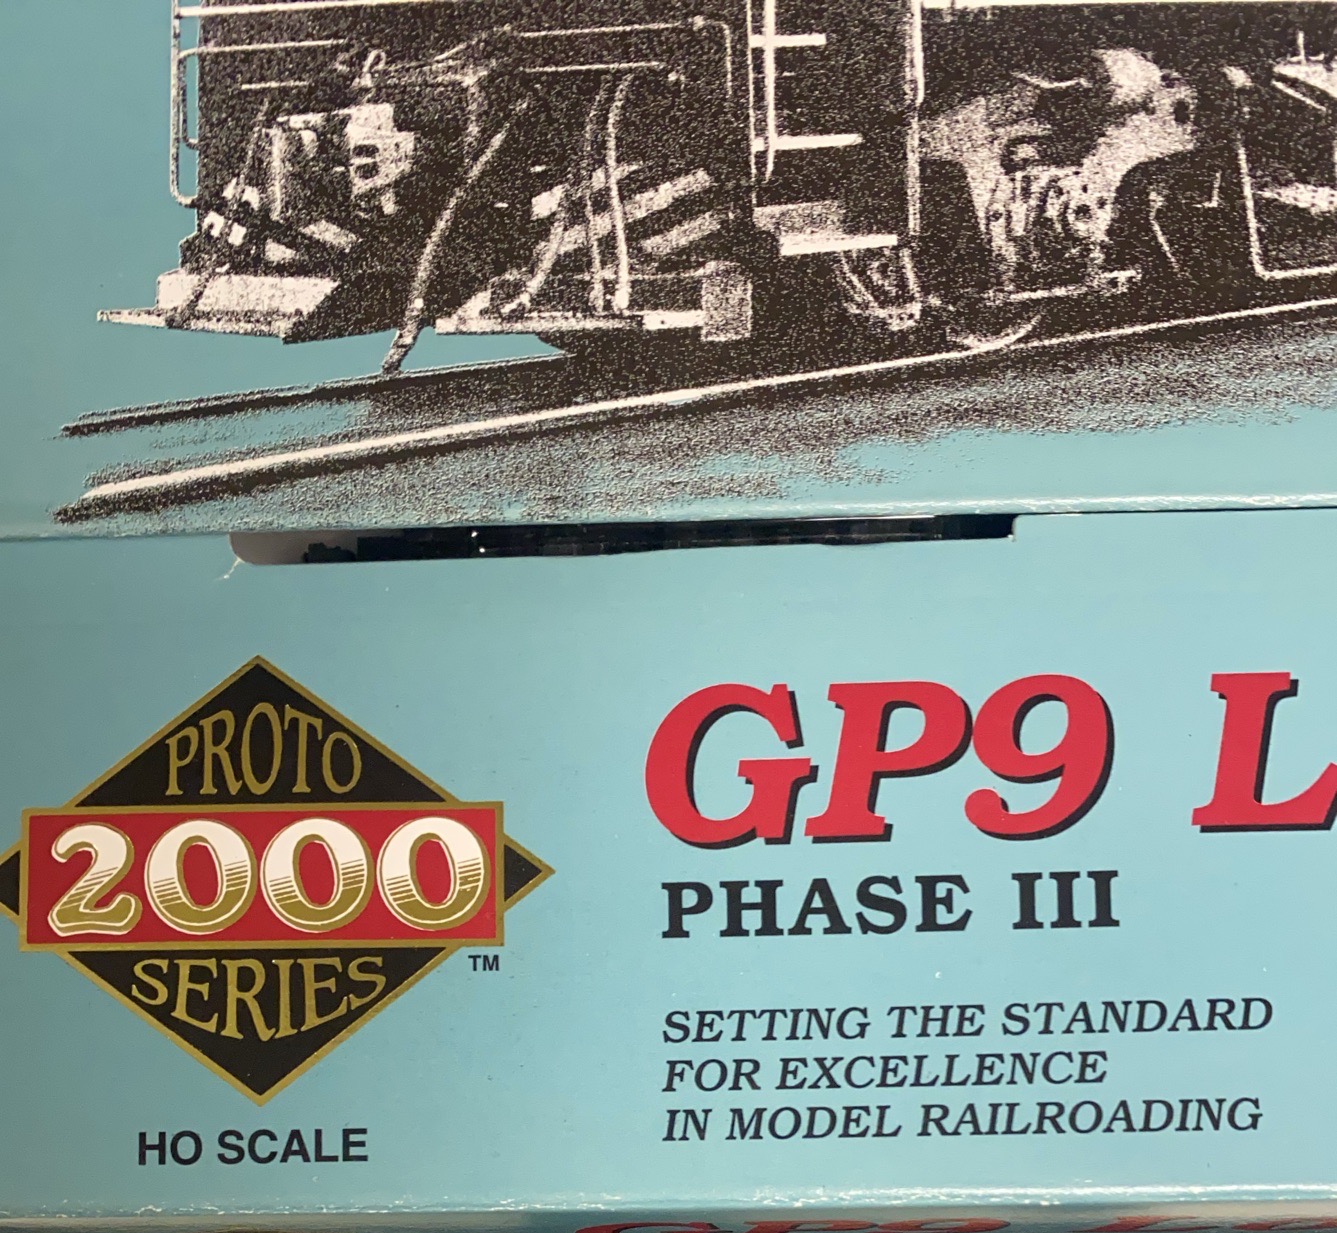 PROTO
2000
SERIES
TM
HO SCALE
GP9 L
PHASE III
SETTING THE STANDARD
FOR EXCELLENCE
IN MODEL RAILROADING